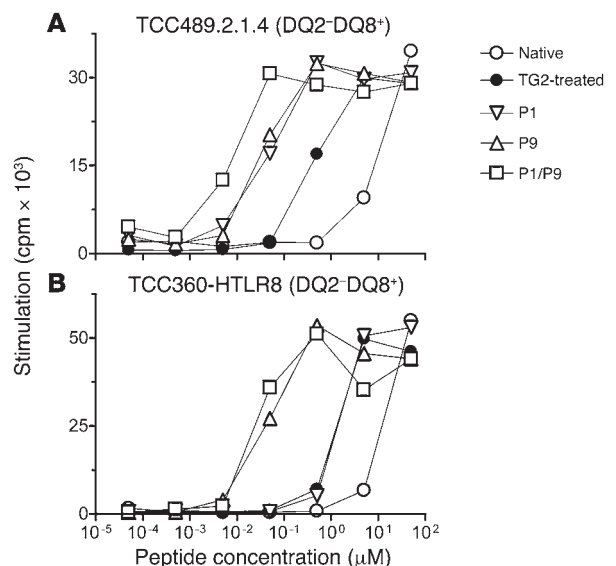 A
TCC489.2.1.4 (DQ2⁻DQ8⁺)
30
15
0
Native
TG2-treated
P1
P9
P1/P9
Stimulation (cpm × 10³)
B
TCC360-HTLR8 (DQ2⁻DQ8⁺)
50
25
0
10⁻⁵ 10⁻⁴ 10⁻³ 10⁻² 10⁻¹ 10⁰ 10¹ 10²
Peptide concentration (μM)